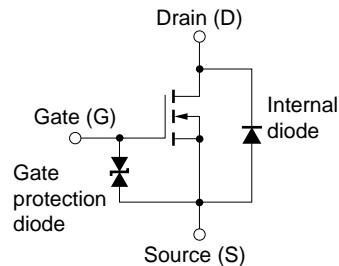 Drain (D)
Gate (G)
Internal
diode
Gate
protection
diode
Source (S)